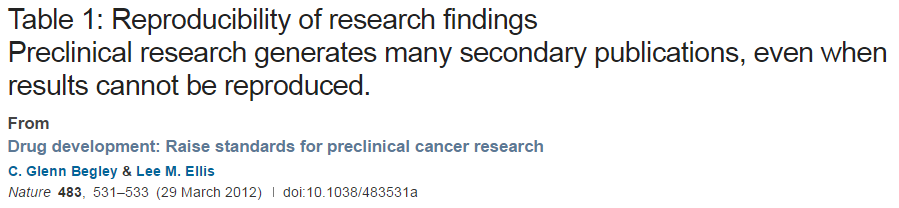 Table 1: Reproducibility of research findings
Preclinical research generates many secondary publications, even when
results cannot be reproduced.
From
Drug development: Raise standards for preclinical cancer research
C. Glenn Begley & Lee M. Ellis
Nature 483, 531–533 (29 March 2012) | doi:10.1038/483531a